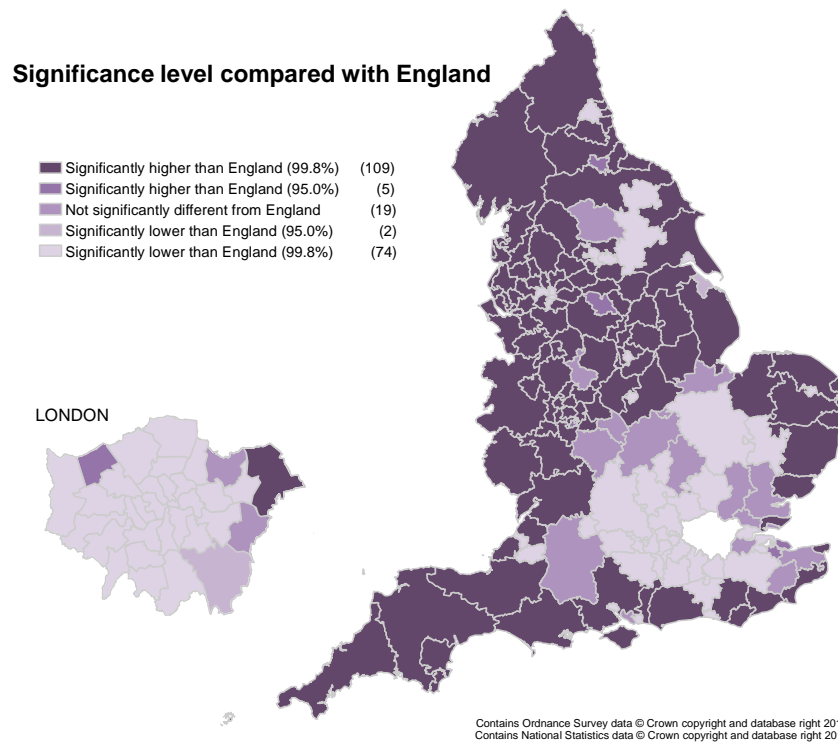 Significance level compared with England
Significantly higher than England (99.8%) (109)
Significantly higher than England (95.0%) (5)
Not significantly different from England (19)
Significantly lower than England (95.0%) (2)
Significantly lower than England (99.8%) (74)
LONDON
Contains Ordnance Survey data © Crown copyright and database right
Contains National Statistics data © Crown copyright and database right